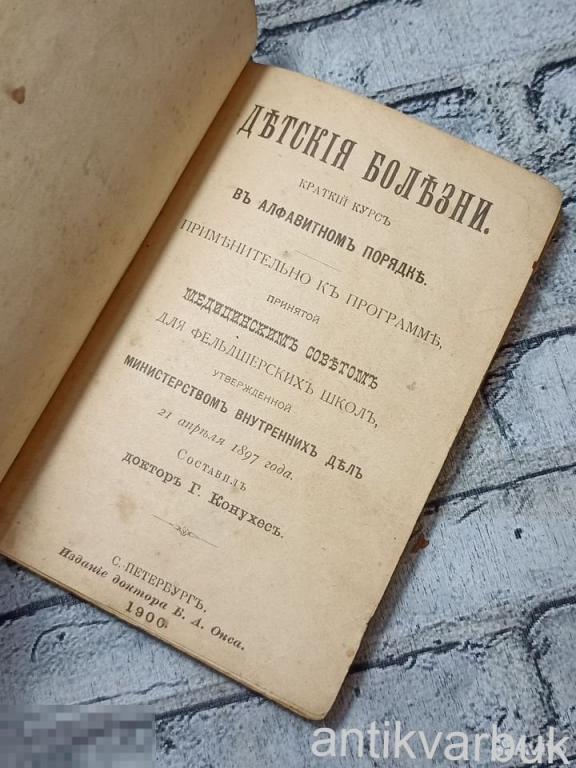 ДѢТСКІЯ БОЛѢЗНИ.
КРАТКІЙ КУРСЪ
ВЪ АЛФАВИТНОМЪ ПОРЯДКѢ.
ПРИМѢНИТЕЛЬНО КЪ ПРОГРАММѢ,
ПРИНЯТОЙ
МЕДИЦИНСКИМЪ СОВѢТОМЪ
ДЛЯ ФЕЛЬДШЕРСКИХЪ ШКОЛЪ,
УТВЕРЖДЕННОЙ
МИНИСТЕРСТВОМЪ ВНУТРЕННИХЪ ДѢЛЪ
21 апрѣля 1897 года.
Составилъ
докторъ Г. Конухесъ.
С.-ПЕТЕРБУРГЪ.
Изданіе доктора Б. А. Окса.
1900
antikvarbuk